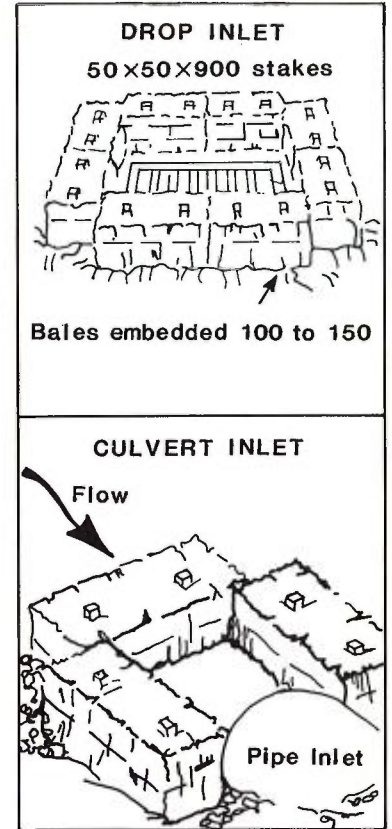 DROP INLET
50×50×900 stakes
Bales embedded 100 to 150
CULVERT INLET
Flow
Pipe Inlet